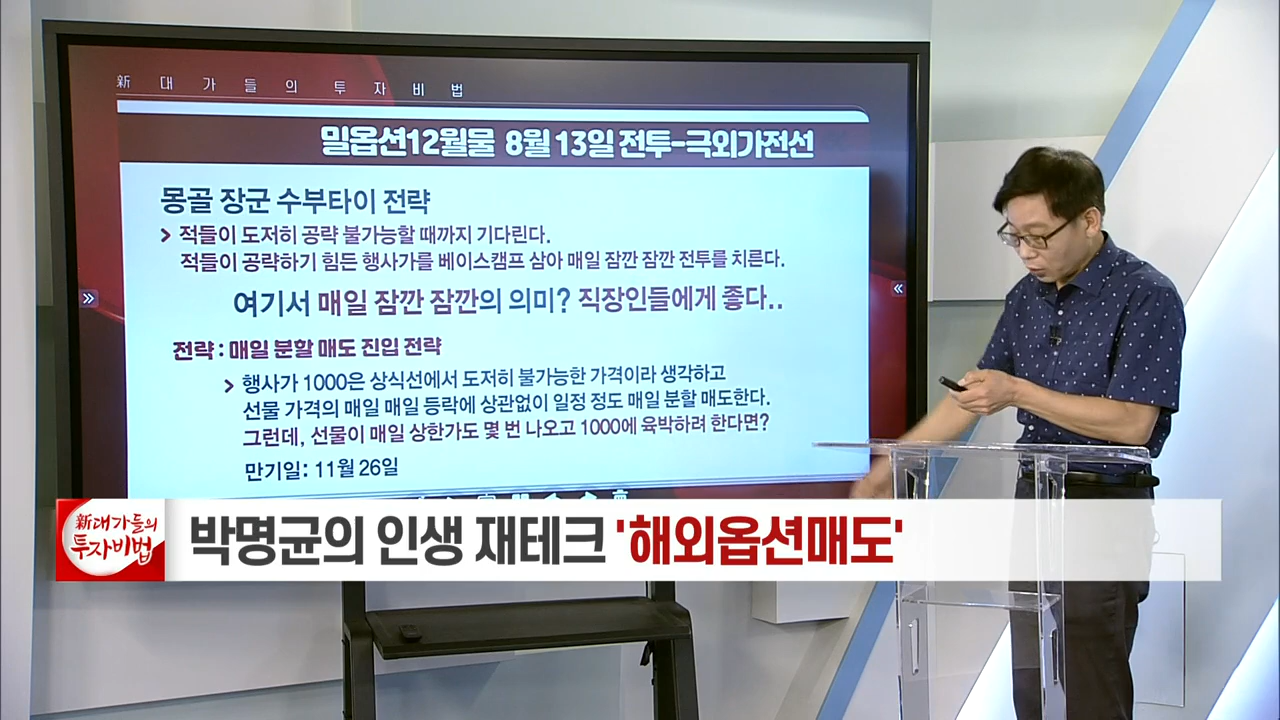 新 대 가 들 의 투 자 비 법
밀옵션12월물 8월 13일 전투-극외가전선
몽골 장군 수부타이 전략
적들이 도저히 공략 불가능할 때까지 기다린다.
적들이 공략하기 힘든 행사가를 베이스캠프 삼아 매일 잠깐 잠깐 전투를 치른다.
여기서 매일 잠깐 잠깐의 의미? 직장인들에게 좋다..
전략 : 매일 분할 매도 진입 전략
행사가 1000은 상식선에서 도저히 불가능한 가격이라 생각하고
선물 가격의 매일 매일 등락에 상관없이 일정 정도 매일 분할 매도한다.
그런데, 선물이 매일 상한가도 몇 번 나오고 1000에 육박하려 한다면?
만기일: 11월 26일
新대가들의
투자비법
박명균의 인생 재테크 '해외옵션매도'